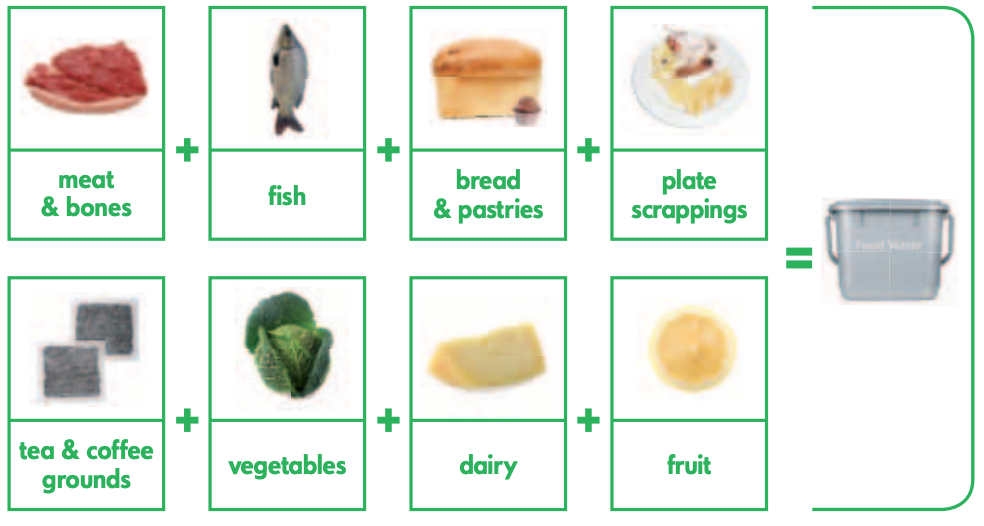 meat
& bones
fish
bread
& pastries
plate
scrappings
Food Waste
tea & coffee
grounds
vegetables
dairy
fruit